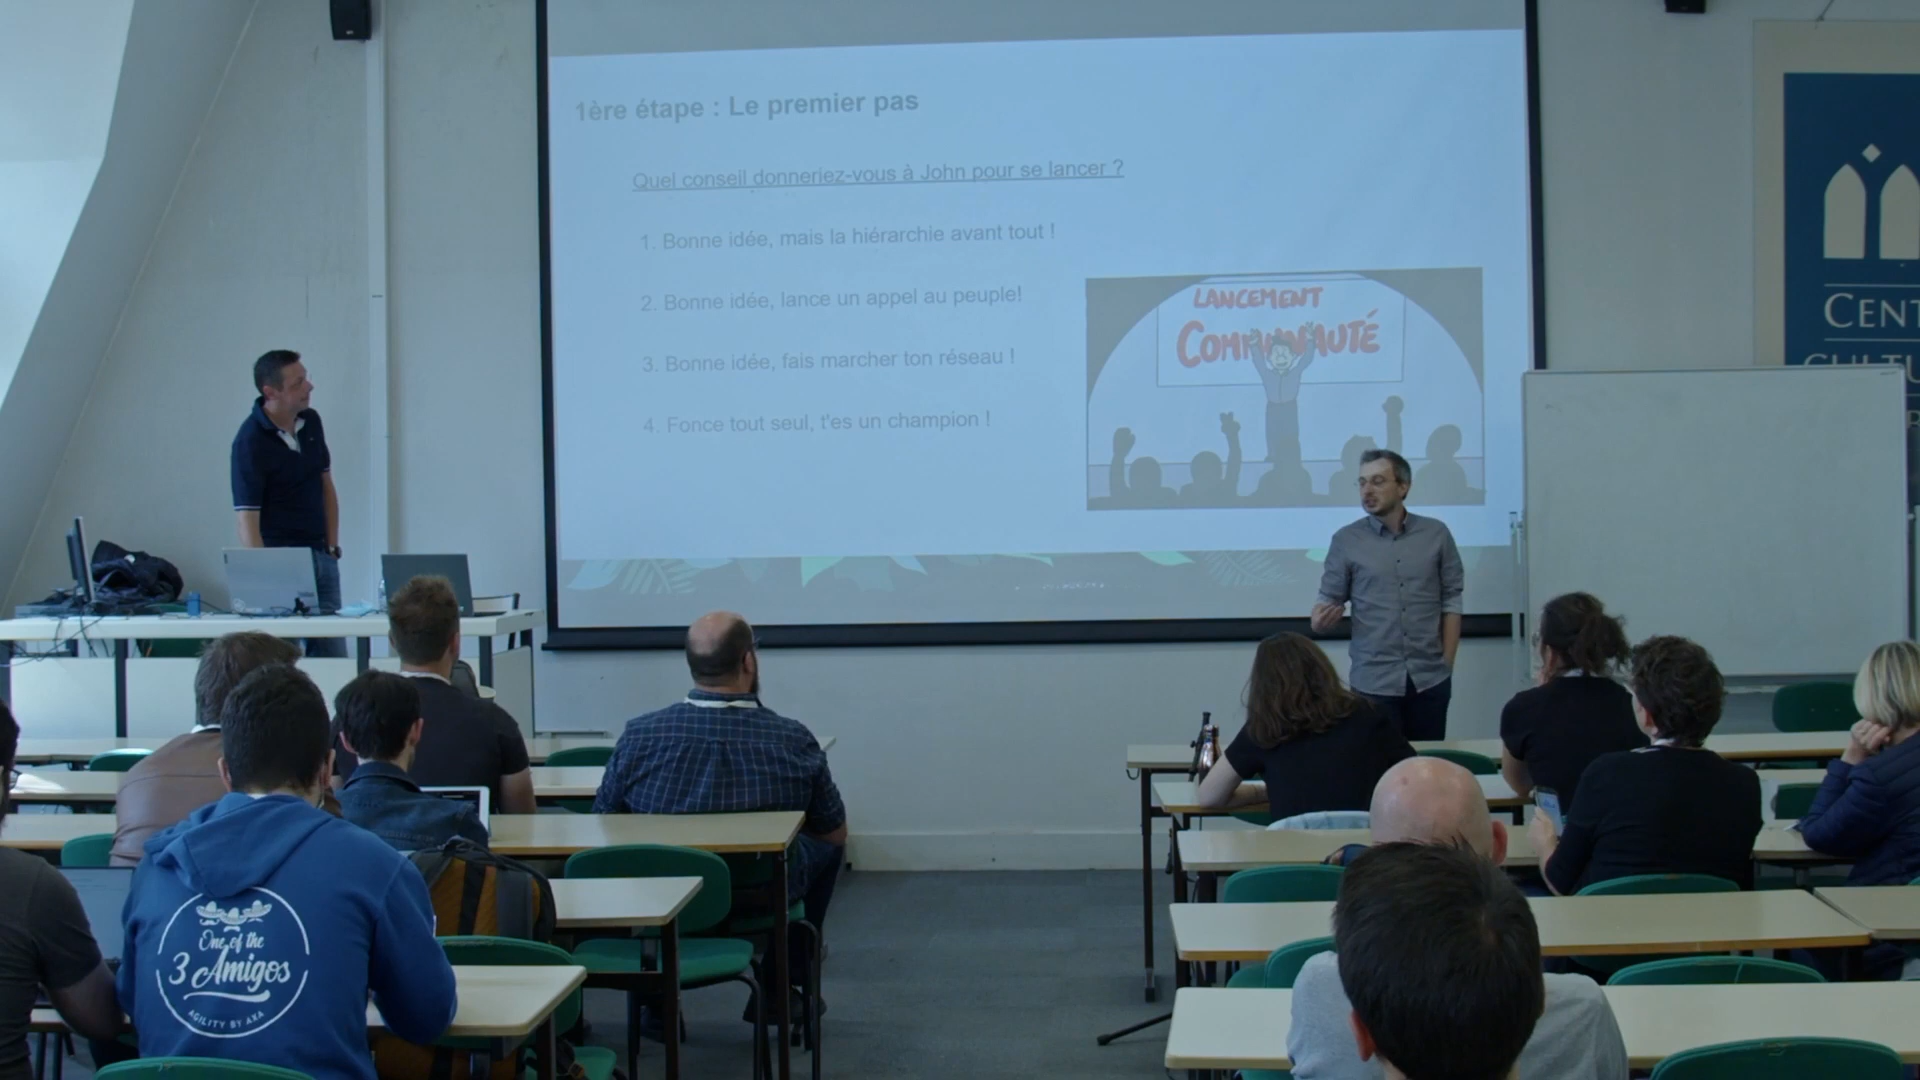 1ère étape : Le premier pas
Quel conseil donneriez-vous à John pour se lancer ?
1. Bonne idée, mais la hiérarchie avant tout !
2. Bonne idée, lance un appel au peuple!
3. Bonne idée, fais marcher ton réseau !
4. Fonce tout seul, t'es un champion !
LANCEMENT
COMMUNAUTÉ
CENT
CULTU
One of the
3 Amigos
AGILITY BY AXA